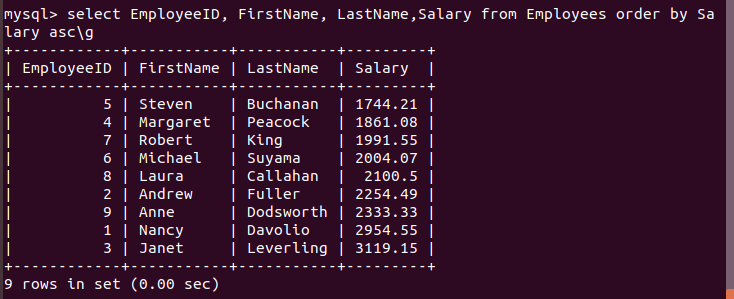 mysql> select EmployeeID, FirstName, LastName,Salary from Employees order by Sa
lary asc\g
+------------+-----------+-----------+---------+
| EmployeeID | FirstName | LastName  | Salary  |
+------------+-----------+-----------+---------+
|          5 | Steven    | Buchanan  | 1744.21 |
|          4 | Margaret  | Peacock   | 1861.08 |
|          7 | Robert    | King      | 1991.55 |
|          6 | Michael   | Suyama    | 2004.07 |
|          8 | Laura     | Callahan  |  2100.5 |
|          2 | Andrew    | Fuller    | 2254.49 |
|          9 | Anne      | Dodsworth | 2333.33 |
|          1 | Nancy     | Davolio   | 2954.55 |
|          3 | Janet     | Leverling | 3119.15 |
+------------+-----------+-----------+---------+
9 rows in set (0.00 sec)